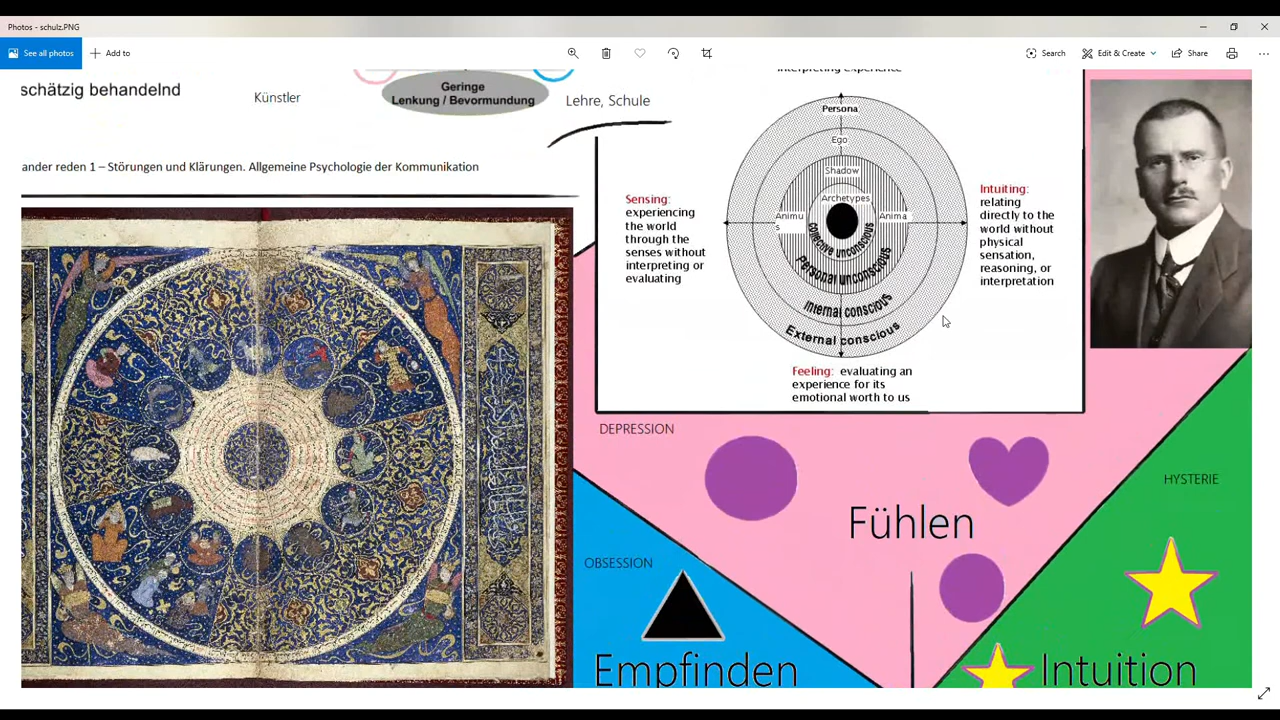 Photos - schulz.PNG
See all photos
Add to
Search
Edit & Create
Share
schätzig behandelnd
Künstler
Geringe
Lenkung / Bevormundung
Lehre, Schule
ander reden 1 – Störungen und Klärungen. Allgemeine Psychologie der Kommunikation
interpreting experience
Persona
Ego
Shadow
Archetypes
Animu
s
Anima
Personal unconscious
Internal conscious
External conscious
Sensing:
experiencing
the world
through the
senses without
interpreting or
evaluating
Intuiting:
relating
directly to the
world without
physical
sensation,
reasoning, or
interpretation
Feeling: evaluating an
experience for its
emotional worth to us
DEPRESSION
Fühlen
HYSTERIE
OBSESSION
Empfinden
Intuition